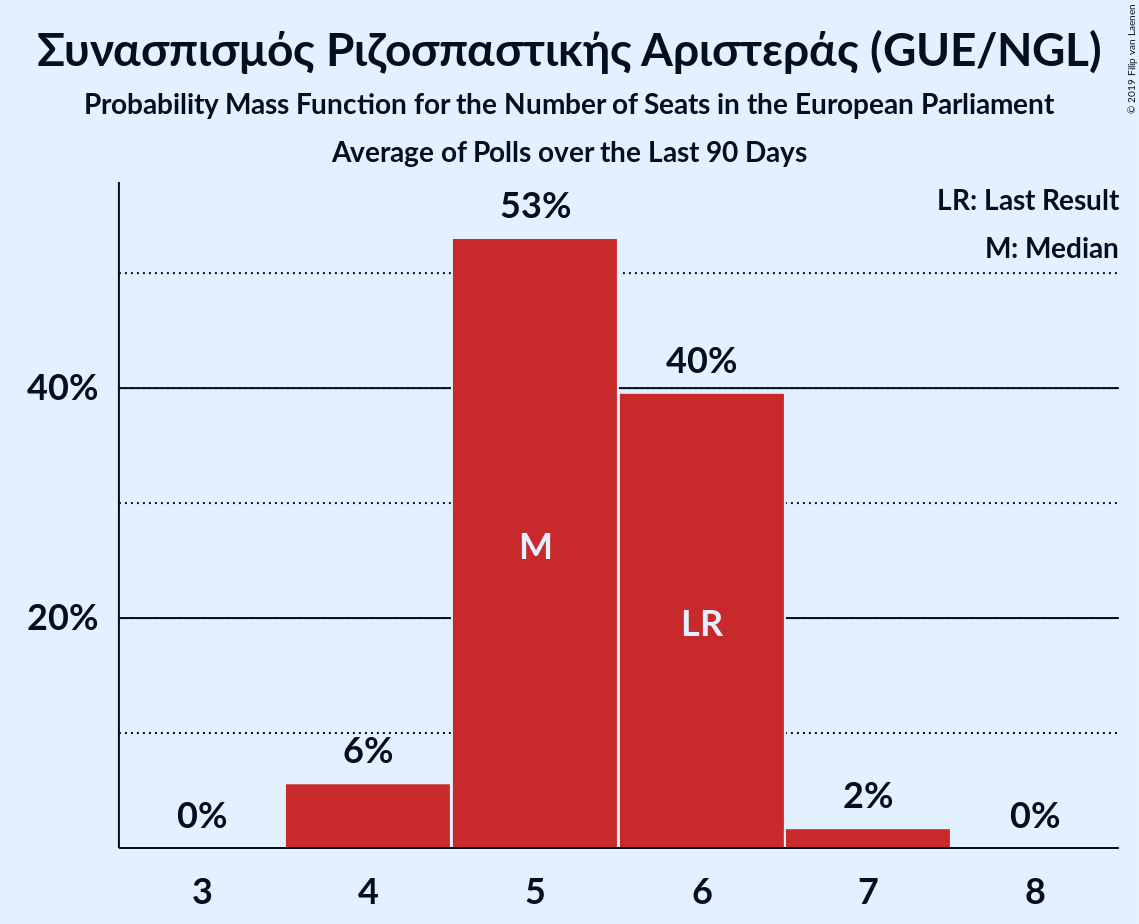 Συνασπισμός Ριζοσπαστικής Αριστεράς (GUE/NGL)
Probability Mass Function for the Number of Seats in the European Parliament
Average of Polls over the Last 90 Days
© 2019 Filip van Laenen
LR: Last Result
M: Median
53%
40%
40%
M
LR
20%
6%
2%
0%
0%
3 4 5 6 7 8